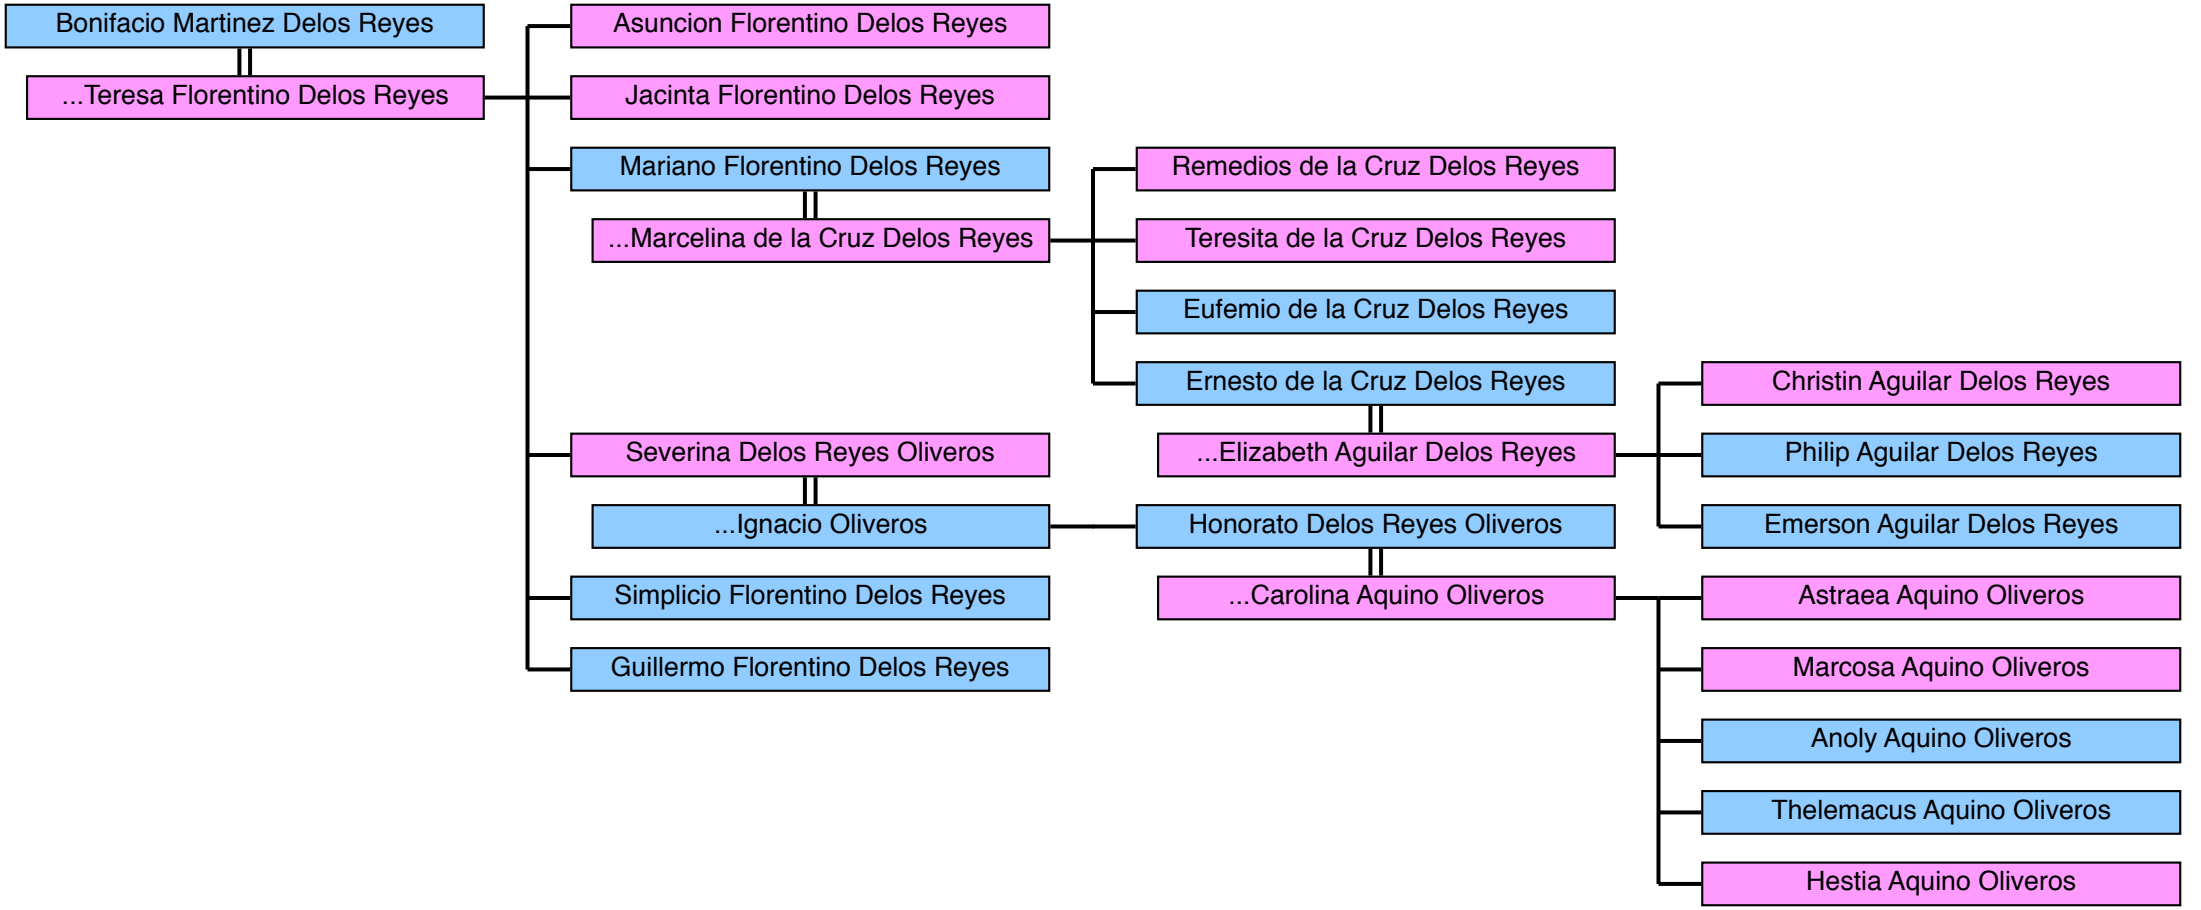 Bonifacio Martinez Delos Reyes
...Teresa Florentino Delos Reyes
Asuncion Florentino Delos Reyes
Jacinta Florentino Delos Reyes
Mariano Florentino Delos Reyes
...Marcelina de la Cruz Delos Reyes
Remedios de la Cruz Delos Reyes
Teresita de la Cruz Delos Reyes
Eufemio de la Cruz Delos Reyes
Ernesto de la Cruz Delos Reyes
...Elizabeth Aguilar Delos Reyes
Christin Aguilar Delos Reyes
Philip Aguilar Delos Reyes
Emerson Aguilar Delos Reyes
Severina Delos Reyes Oliveros
...Ignacio Oliveros
Honorato Delos Reyes Oliveros
...Carolina Aquino Oliveros
Astraea Aquino Oliveros
Marcosa Aquino Oliveros
Anoly Aquino Oliveros
Thelemacus Aquino Oliveros
Hestia Aquino Oliveros
Simplicio Florentino Delos Reyes
Guillermo Florentino Delos Reyes